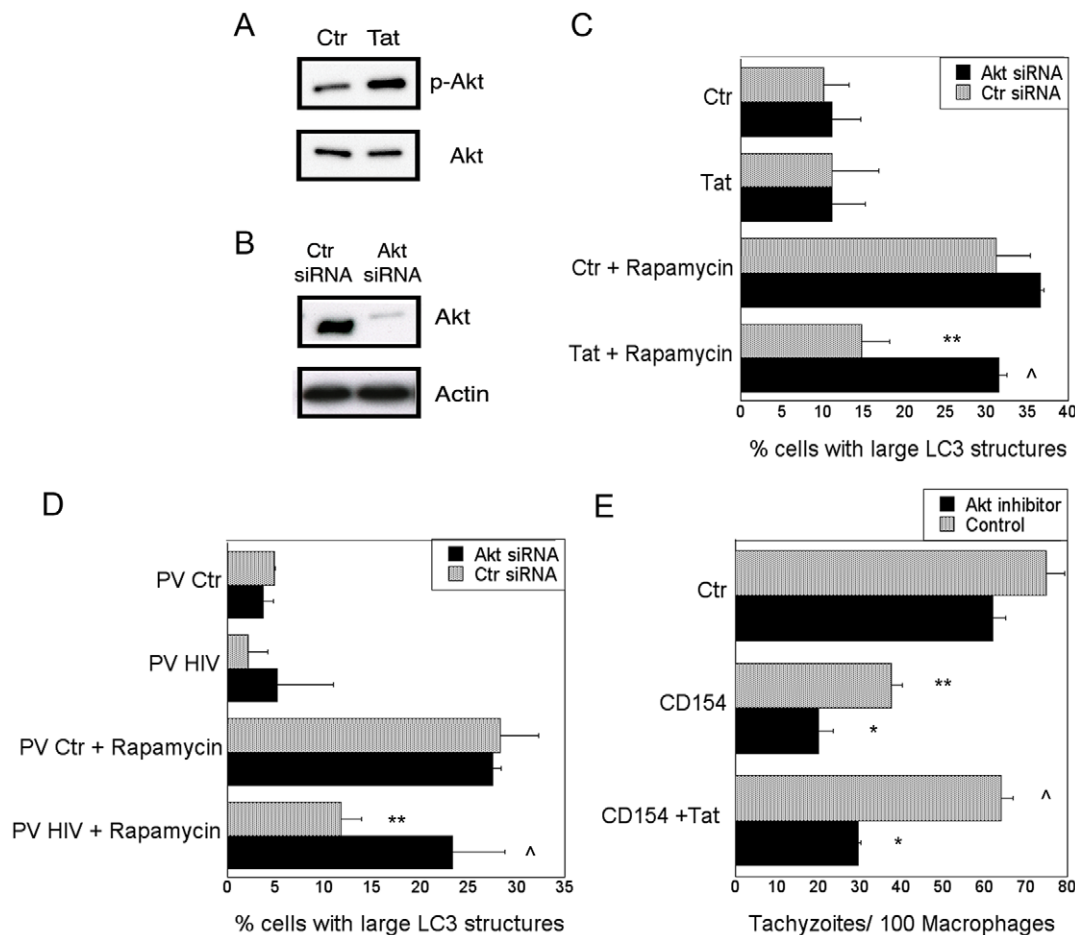 A
Ctr Tat
p-Akt
Akt
B
Ctr siRNA
Akt siRNA
Akt
Actin
C
Akt siRNA
Ctr siRNA
Ctr
Tat
Ctr + Rapamycin
Tat + Rapamycin
**
^
0 5 10 15 20 25 30 35 40
% cells with large LC3 structures
D
Akt siRNA
Ctr siRNA
PV Ctr
PV HIV
PV Ctr + Rapamycin
PV HIV + Rapamycin
**
^
0 5 10 15 20 25 30 35
% cells with large LC3 structures
E
Akt inhibitor
Control
Ctr
CD154
**
*
CD154 +Tat
^
*
0 10 20 30 40 50 60 70 80
Tachyzoites/ 100 Macrophages